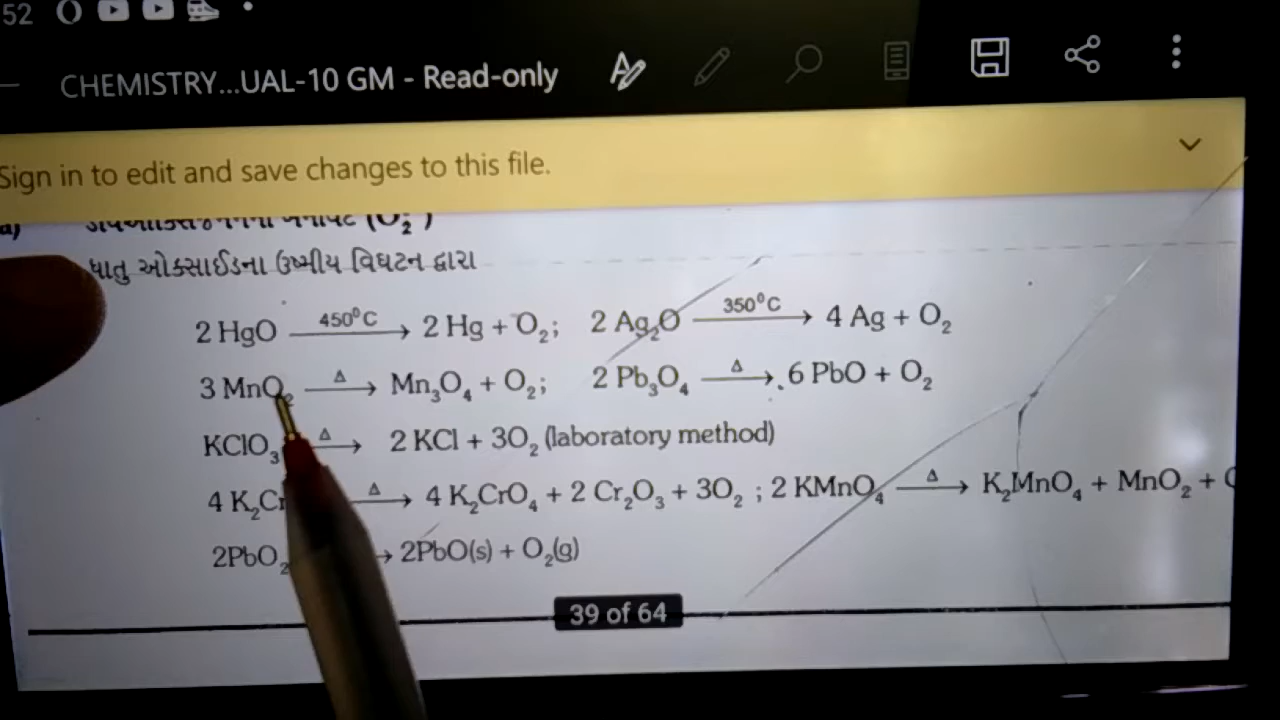 52
CHEMISTRY...UAL-10 GM - Read-only
Sign in to edit and save changes to this file.
a) (O₂)
ધાતુ ઓક્સાઈડના ઉષ્મીય વિઘટન દ્વારા
2 HgO —450⁰C→ 2 Hg + O₂; 2 Ag₂O —350⁰C→ 4 Ag + O₂
3 MnO₂ —Δ→ Mn₃O₄ + O₂; 2 Pb₃O₄ —Δ→ 6 PbO + O₂
KClO₃ —Δ→ 2 KCl + 3O₂ (laboratory method)
4 K₂Cr —Δ→ 4 K₂CrO₄ + 2 Cr₂O₃ + 3O₂ ; 2 KMnO₄ —Δ→ K₂MnO₄ + MnO₂ +
2PbO₂ → 2PbO(s) + O₂(g)
39 of 64